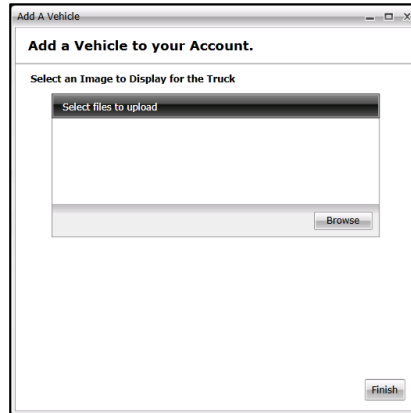 Add A Vehicle
Add a Vehicle to your Account.
Select an Image to Display for the Truck
Select files to upload
Browse
Finish